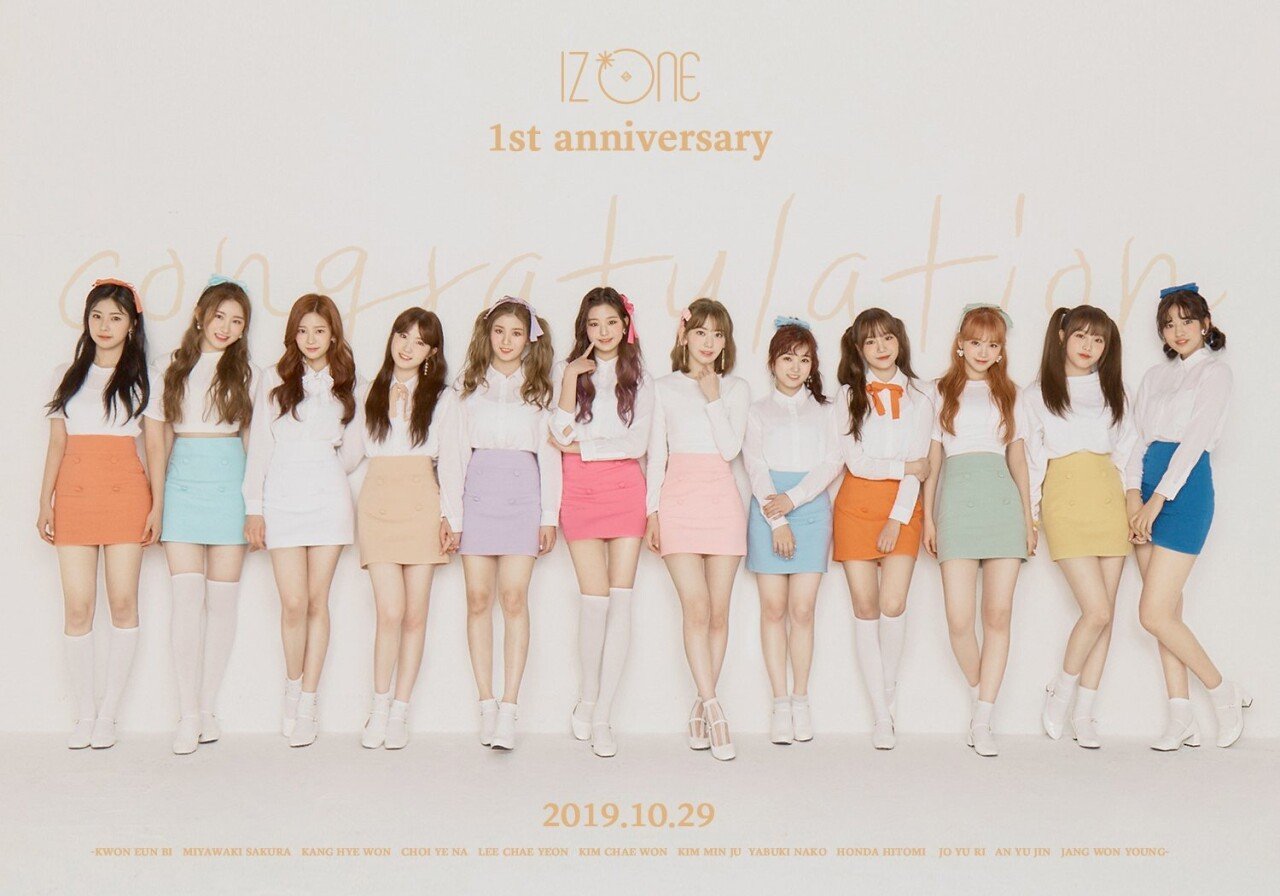 IZ*ONE
1st anniversary
congratulation
2019.10.29
-KWON EUN BI MIYAWAKI SAKURA KANG HYE WON CHOI YE NA LEE CHAE YEON KIM CHAE WON KIM MIN JU YABUKI NAKO HONDA HITOMI JO YU RI AN YU JIN JANG WON YOUNG-